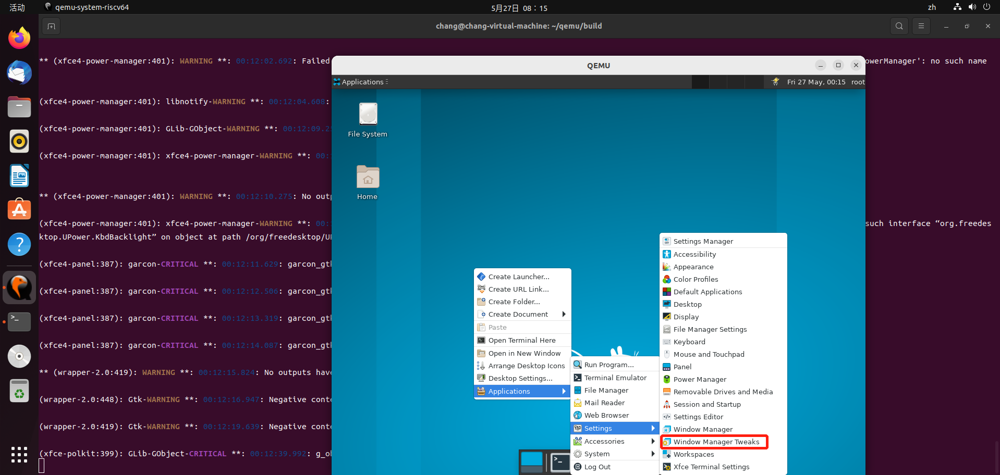 活动
qemu-system-riscv64
5月27日 08：15
zh
chang@chang-virtual-machine: ~/qemu/build
** (xfce4-power-manager:401): WARNING **: 00:12:02.692: Failed
owerManager': no such name
(xfce4-power-manager:401): libnotify-WARNING **: 00:12:04.608:
(xfce4-power-manager:401): GLib-GObject-WARNING **: 00:12:09.2
(xfce4-power-manager:401): xfce4-power-manager-WARNING **: 00:
** (xfce4-power-manager:401): WARNING **: 00:12:10.275: No outp
(xfce4-power-manager:401): xfce4-power-manager-WARNING **: 00:
such interface “org.freedes
ktop.UPower.KbdBacklight” on object at path /org/freedesktop/U
(xfce4-panel:387): garcon-CRITICAL **: 00:12:11.629: garcon_gt
(xfce4-panel:387): garcon-CRITICAL **: 00:12:12.506: garcon_gt
(xfce4-panel:387): garcon-CRITICAL **: 00:12:13.319: garcon_gt
(xfce4-panel:387): garcon-CRITICAL **: 00:12:14.087: garcon_gt
** (wrapper-2.0:419): WARNING **: 00:12:15.824: No outputs have
(wrapper-2.0:448): Gtk-WARNING **: 00:12:16.947: Negative conte
(wrapper-2.0:419): Gtk-WARNING **: 00:12:19.639: Negative conte
(xfce-polkit:399): GLib-GObject-CRITICAL **: 00:12:39.992: g_ob
QEMU
Applications
Fri 27 May, 00:15
root
File System
Home
Create Launcher...
Create URL Link...
Create Folder...
Create Document
Paste
Open Terminal Here
Open in New Window
Arrange Desktop Icons
Desktop Settings...
Applications
Run Program...
Terminal Emulator
File Manager
Mail Reader
Web Browser
Settings
Accessories
System
Log Out
Settings Manager
Accessibility
Appearance
Color Profiles
Default Applications
Desktop
Display
File Manager Settings
Keyboard
Mouse and Touchpad
Panel
Power Manager
Removable Drives and Media
Session and Startup
Settings Editor
Window Manager
Window Manager Tweaks
Workspaces
Xfce Terminal Settings